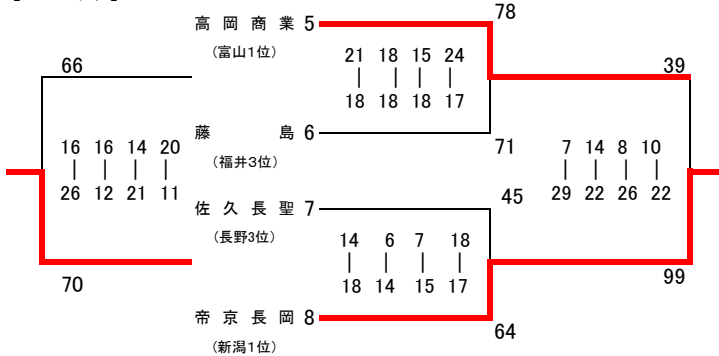 高岡商業 5
(富山1位)
78
66
39
21 18 15 24
18 18 18 17
藤島 6
(福井3位)
71
16 16 14 20
26 12 21 11
7 14 8 10
29 22 26 22
佐久長聖 7
(長野3位)
45
14 6 7 18
18 14 15 17
70
99
帝京長岡 8
(新潟1位)
64